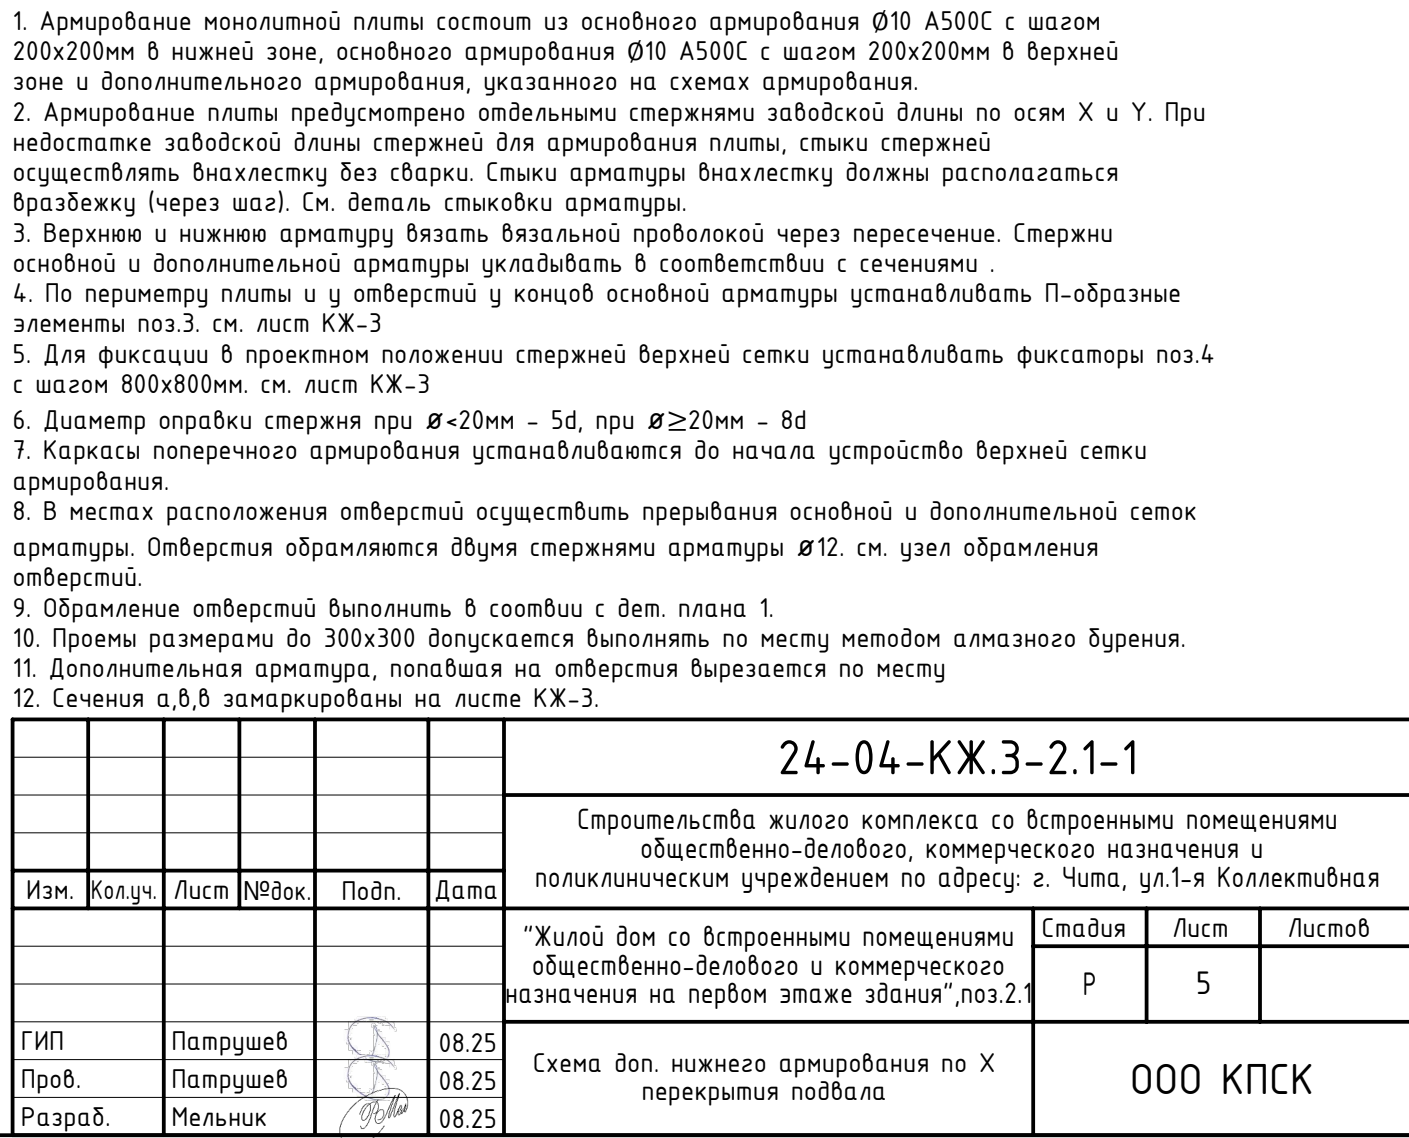 1. Армирование монолитной плиты состоит из основного армирования Ø10 А500С с шагом
200х200мм в нижней зоне, основного армирования Ø10 А500С с шагом 200х200мм в верхней
зоне и дополнительного армирования, указанного на схемах армирования.
2. Армирование плиты предусмотрено отдельными стержнями заводской длины по осям X и Y. При
недостатке заводской длины стержней для армирования плиты, стыки стержней
осуществлять внахлестку без сварки. Стыки арматуры внахлестку должны располагаться
вразбежку (через шаг). См. деталь стыковки арматуры.
3. Верхнюю и нижнюю арматуру вязать вязальной проволокой через пересечение. Стержни
основной и дополнительной арматуры укладывать в соответствии с сечениями .
4. По периметру плиты и у отверстий у концов основной арматуры устанавливать П-образные
элементы поз.3. см. лист КЖ-3
5. Для фиксации в проектном положении стержней верхней сетки устанавливать фиксаторы поз.4
с шагом 800х800мм. см. лист КЖ-3
6. Диаметр оправки стержня при ø<20мм - 5d, при ø≥20мм - 8d
7. Каркасы поперечного армирования устанавливаются до начала устройство верхней сетки
армирования.
8. В местах расположения отверстий осуществить прерывания основной и дополнительной сеток
арматуры. Отверстия обрамляются двумя стержнями арматуры ø12. см. узел обрамления
отверстий.
9. Обрамление отверстий выполнить в соотвии с дет. плана 1.
10. Проемы размерами до 300х300 допускается выполнять по месту методом алмазного бурения.
11. Дополнительная арматура, попавшая на отверстия вырезается по месту
12. Сечения а,в,в замаркированы на листе КЖ-3.
24-04-КЖ.3-2.1-1
Строительства жилого комплекса со встроенными помещениями
общественно-делового, коммерческого назначения и
поликлиническим учреждением по адресу: г. Чита, ул.1-я Коллективная
Изм. Кол.уч. Лист №док. Подп. Дата
"Жилой дом со встроенными помещениями
общественно-делового и коммерческого
назначения на первом этаже здания",поз.2.1
Стадия Лист Листов
Р 5
ГИП Патрушев 08.25
Пров. Патрушев 08.25
Разраб. Мельник 08.25
Схема доп. нижнего армирования по X
перекрытия подвала
ООО КПСК